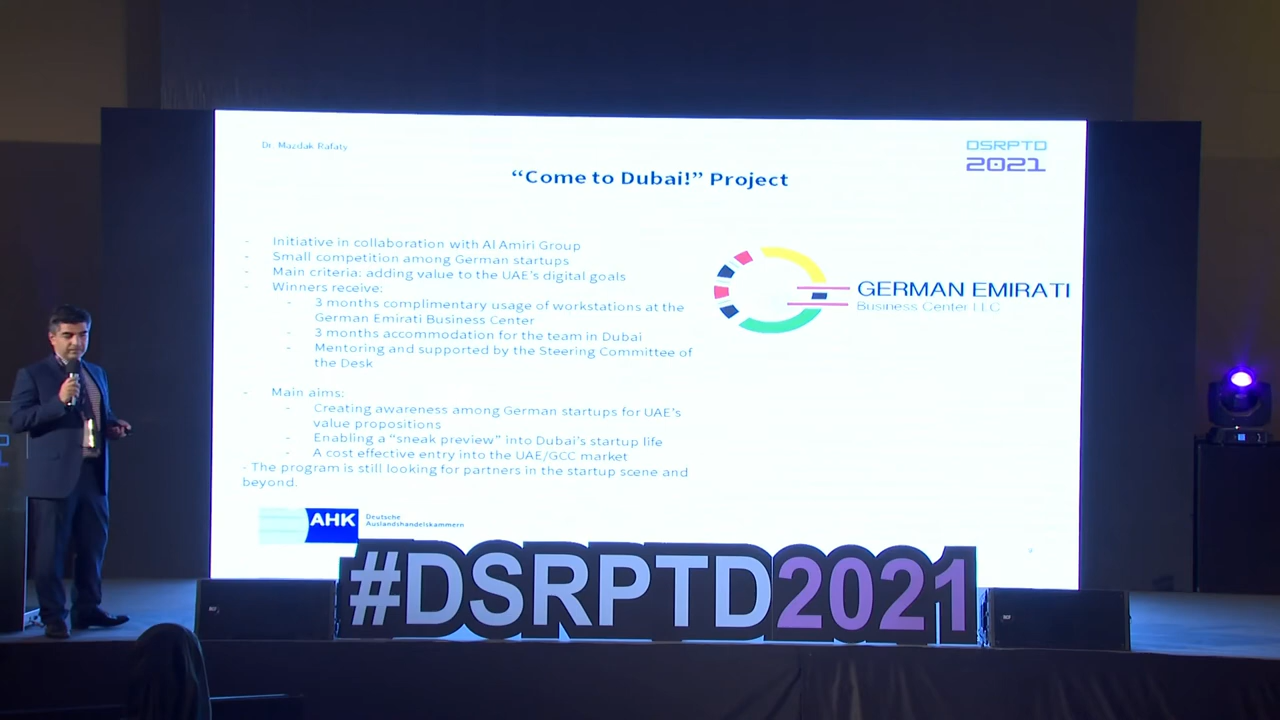 Dr. Mazdak Rafaty
DSRPTD
2021
“Come to Dubai!” Project
- Initiative in collaboration with Al Amiri Group
- Small competition among German startups
- Main criteria: adding value to the UAE’s digital goals
- Winners receive:
- 3 months complimentary usage of workstations at the
German Emirati Business Center
- 3 months accommodation for the team in Dubai
- Mentoring and supported by the Steering Committee of
the Desk
- Main aims:
- Creating awareness among German startups for UAE’s
value propositions
- Enabling a “sneak preview” into Dubai’s startup life
- A cost effective entry into the UAE/GCC market
- The program is still looking for partners in the startup scene and
beyond.
GERMAN EMIRATI
Business Center LLC
AHK
Deutsche
Auslandshandelskammern
#DSRPTD2021
RCF
RCF